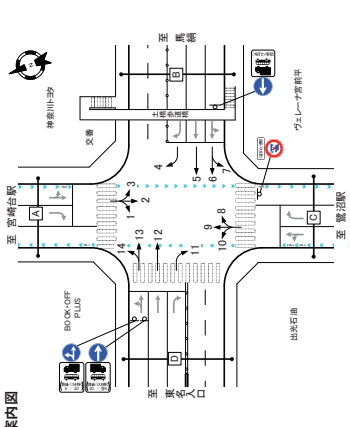 案内図
神奈川トヨタ
交番
至 馬絹
B
土橋歩道橋
ヴェレーナ宮前平
至 宮崎台駅
A
BOOK・OFF
PLUS
至 東名入口
D
出光石油
C
至 鷺沼駅
1
2
3
4
5
6
7
8
9
10
11
12
13
14